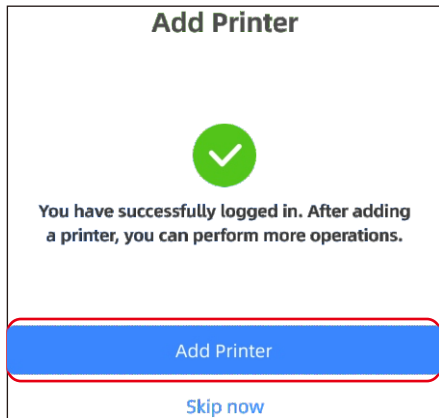 Add Printer
You have successfully logged in. After adding
a printer, you can perform more operations.
Add Printer
Skip now